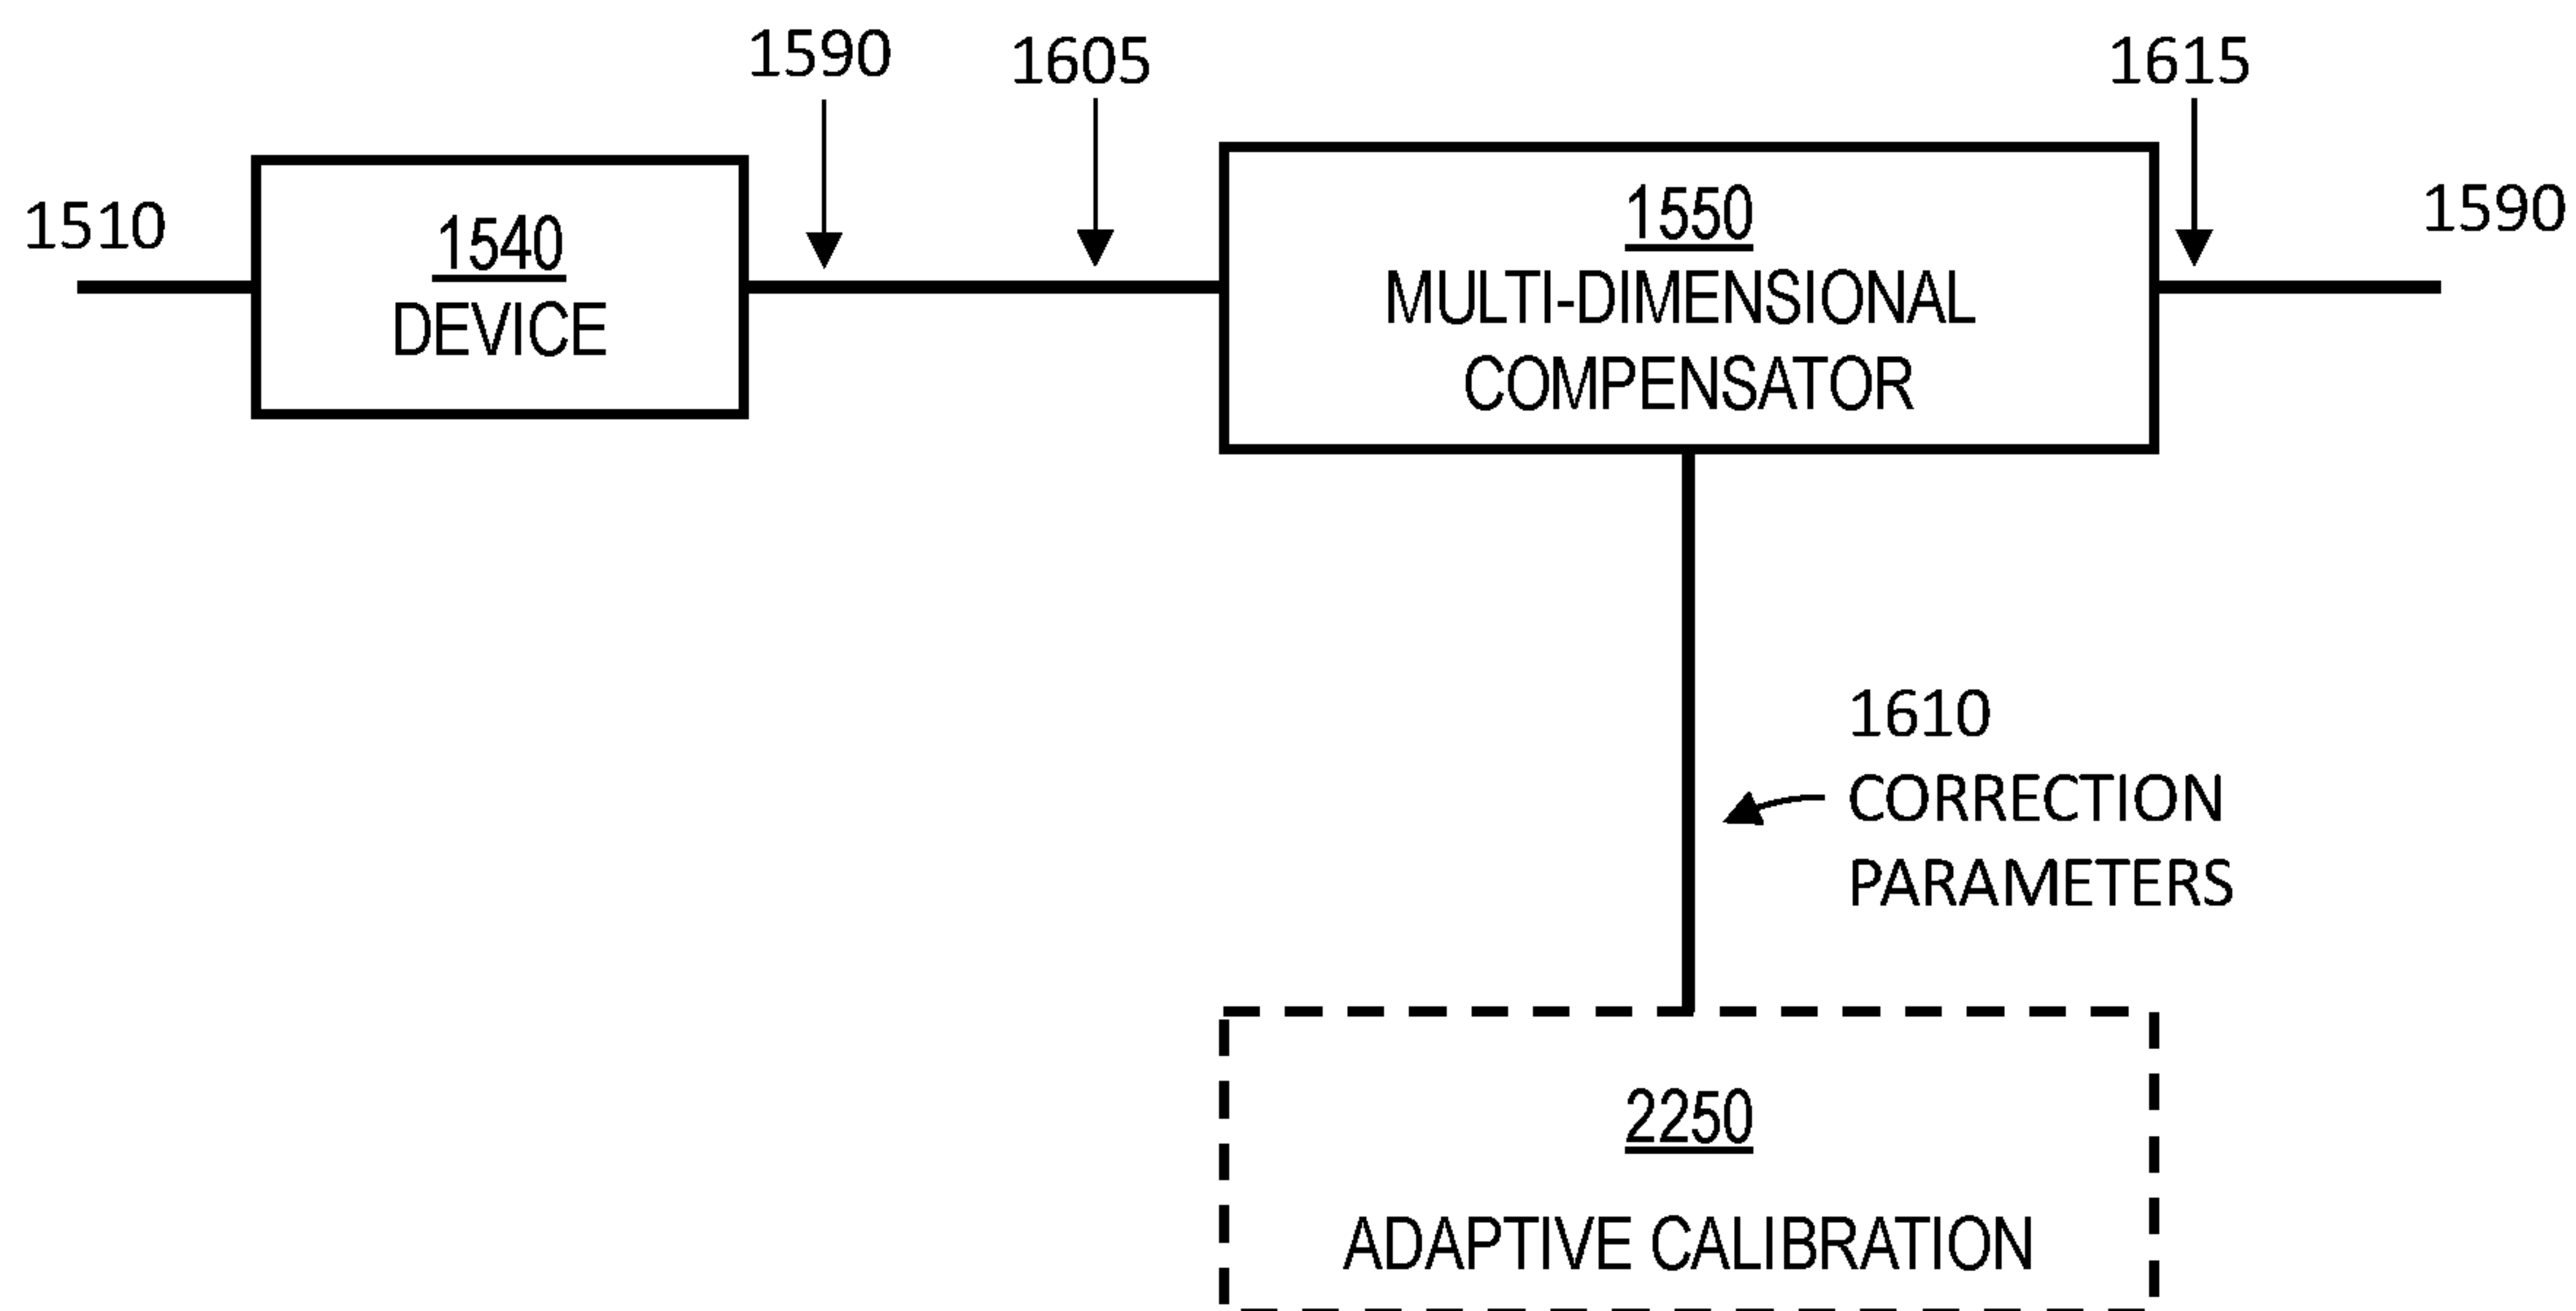 1590
1605
1615
1510
1540
DEVICE
1550
MULTI-DIMENSIONAL
COMPENSATOR
1590
1610
CORRECTION
PARAMETERS
2250
ADAPTIVE CALIBRATION